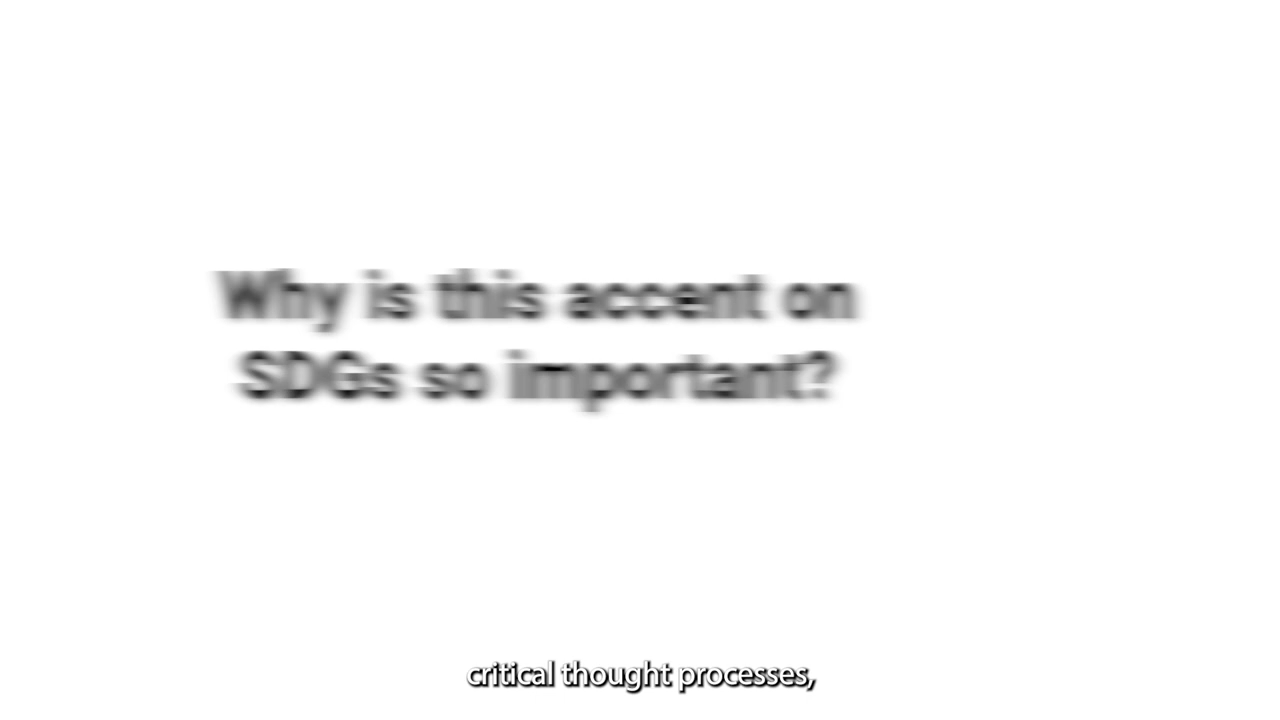 Why is this accent on
SDGs so important?
critical thought processes,